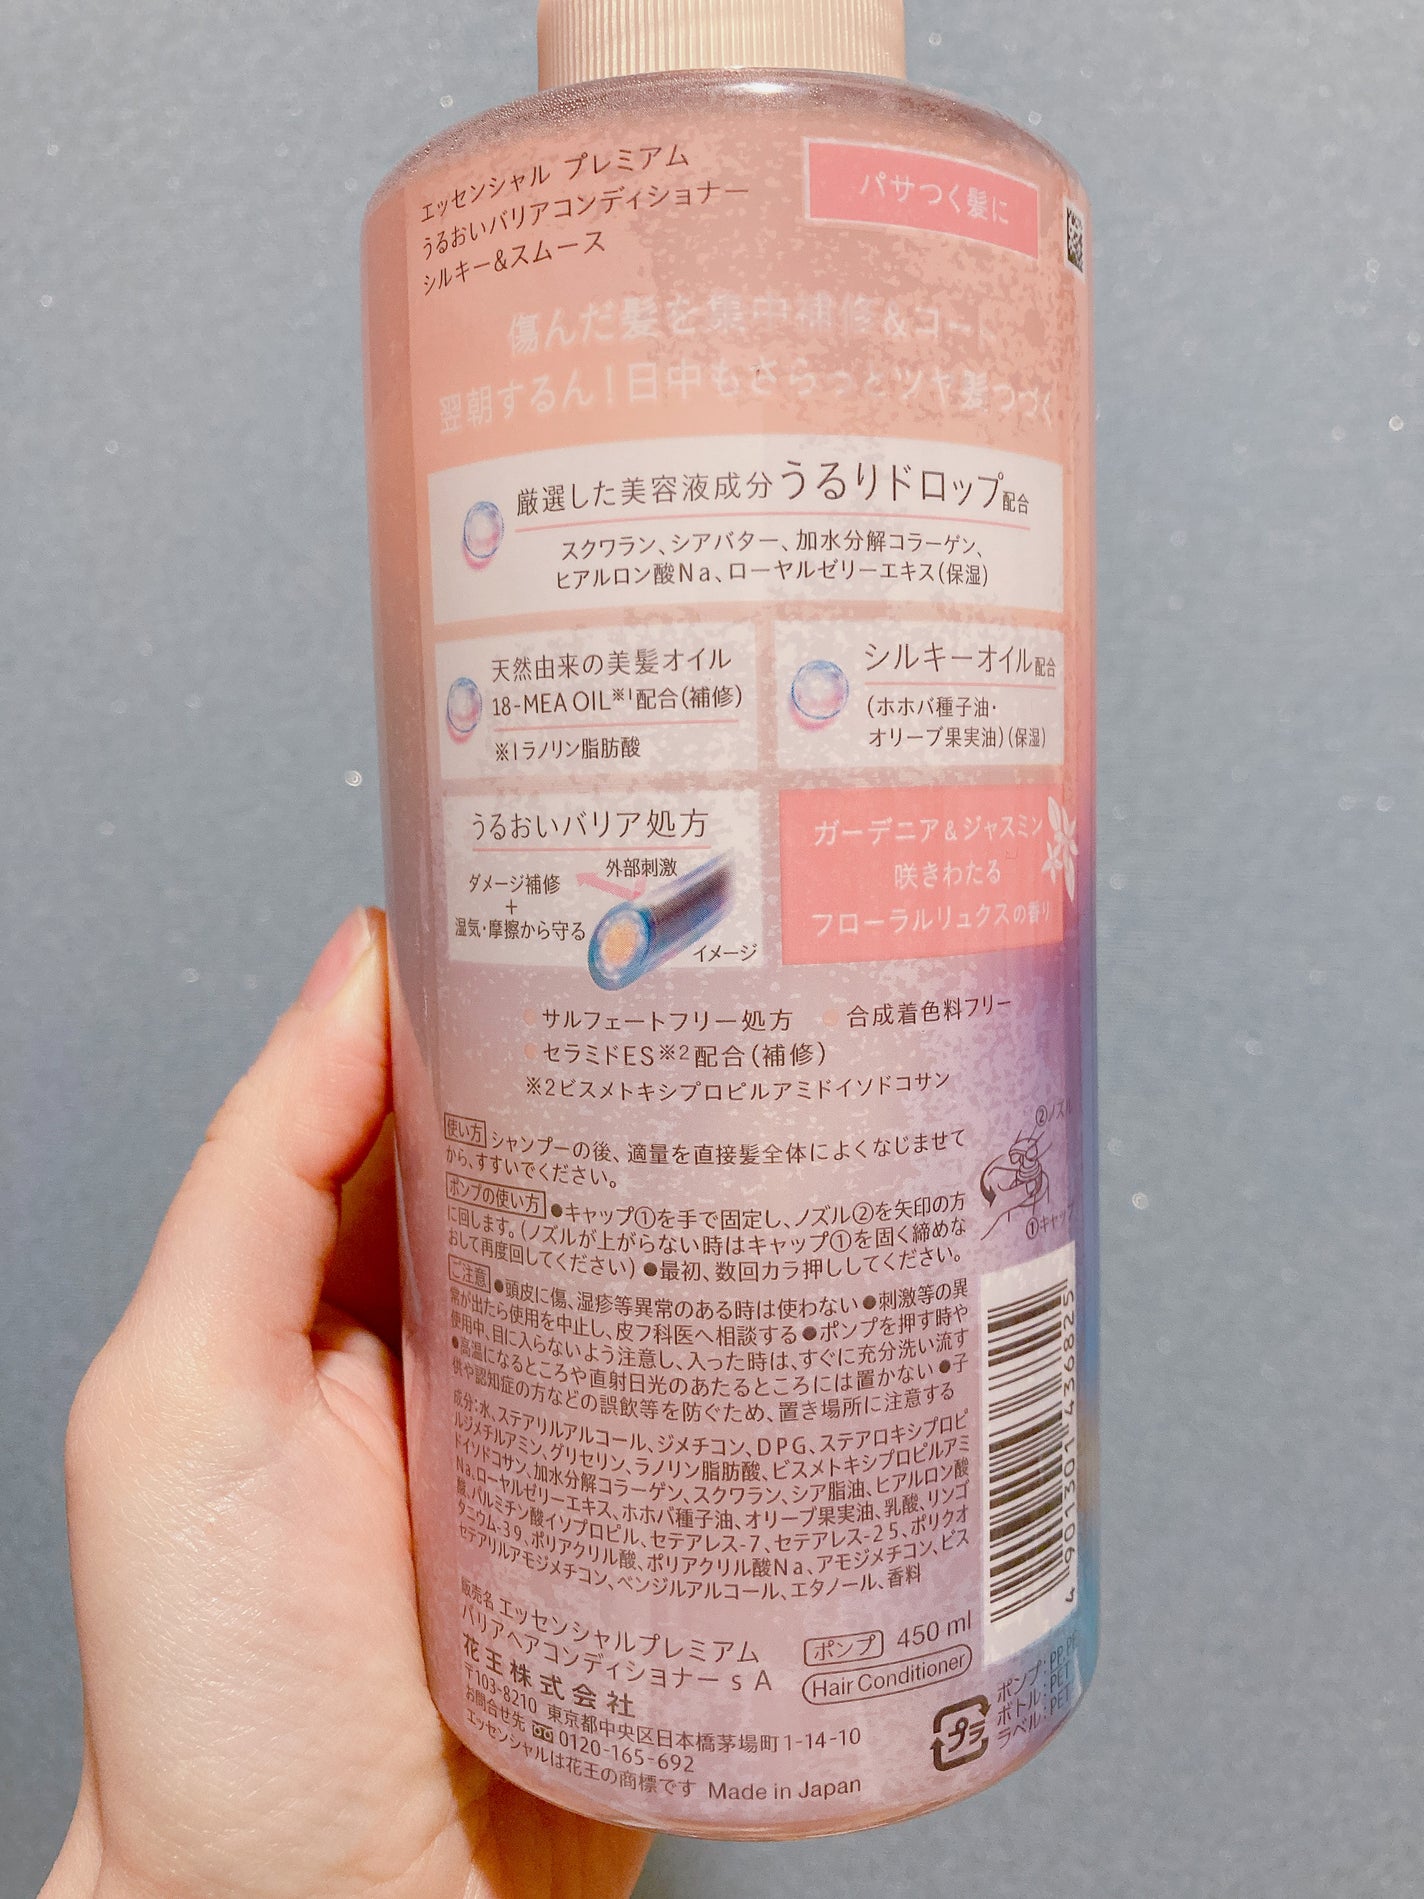 エッセンシャル プレミアム
うるおいバリアコンディショナー
シルキー&スムース
パサつく髪に
傷んだ髪を集中補修&コート、
翌朝するん！日中もさらっとツヤ髪つづく
厳選した美容液成分うるりドロップ配合
スクワラン、シアバター、加水分解コラーゲン、
ヒアルロン酸Na、ローヤルゼリーエキス(保湿)
天然由来の美髪オイル
18-MEA OIL※1配合(補修)
※1ラノリン脂肪酸
シルキーオイル配合
(ホホバ種子油・
オリーブ果実油)(保湿)
うるおいバリア処方
外部刺激
ダメージ補修
+
湿気・摩擦から守る
イメージ
ガーデニア&ジャスミン
咲きわたる
フローラルリュクスの香り
サルフェートフリー処方 合成着色料フリー
セラミドES※2配合(補修)
※2ビスメトキシプロピルアミドイソドコサン
使い方 シャンプーの後、適量を直接髪全体によくなじませて
から、すすいでください。
ポンプの使い方 ●キャップ①を手で固定し、ノズル②を矢印の方
に回します。(ノズルが上がらない時はキャップ①を固く締めな
おして再度回してください) ●最初、数回カラ押ししてください。
②ノズル
①キャップ
ご注意 ●頭皮に傷、湿疹等異常のある時は使わない ●刺激等の異
常が出たら使用を中止し、皮フ科医へ相談する ●ポンプを押す時や
使用中、目に入らないよう注意し、入った時は、すぐに充分洗い流す
●高温になるところや直射日光のあたるところには置かない ●子
供や認知症の方などの誤飲等を防ぐため、置き場所に注意する
成分：水、ステアリルアルコール、ジメチコン、DPG、ステアロキシプロピ
ルジメチルアミン、グリセリン、ラノリン脂肪酸、ビスメトキシプロピルアミ
ドイソドコサン、加水分解コラーゲン、スクワラン、シア脂油、ヒアルロン酸
Na、ローヤルゼリーエキス、ホホバ種子油、オリーブ果実油、乳酸、リンゴ
酸、パルミチン酸イソプロピル、セテアレス-7、セテアレス-25、ポリクオ
タニウム-39、ポリアクリル酸、ポリアクリル酸Na、アモジメチコン、ビス
セテアリルアモジメチコン、ベンジルアルコール、エタノール、香料
販売名 エッセンシャルプレミアム
バリアヘアコンディショナー s A
花王株式会社
〒103-8210 東京都中央区日本橋茅場町1-14-10
お問合せ先 0120-165-692
エッセンシャルは花王の商標です Made in Japan
ポンプ 450 ml
Hair Conditioner
プラ
ポンプ：PP, PE
ボトル：PET
ラベル：PET
4 901301 436825